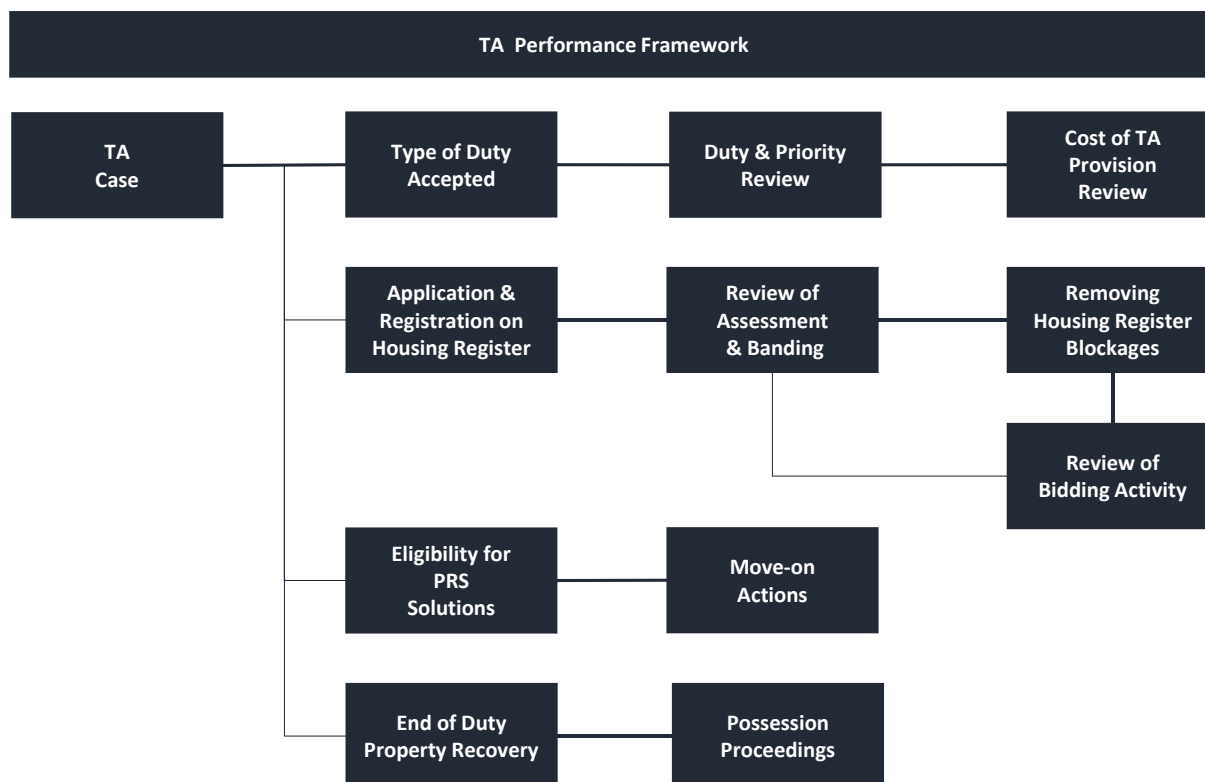 TA Performance Framework
TA
Case
Type of Duty
Accepted
Duty & Priority
Review
Cost of TA
Provision
Review
Application &
Registration on
Housing Register
Review of
Assessment
& Banding
Removing
Housing Register
Blockages
Review of
Bidding Activity
Eligibility for
PRS
Solutions
Move-on
Actions
End of Duty
Property Recovery
Possession
Proceedings